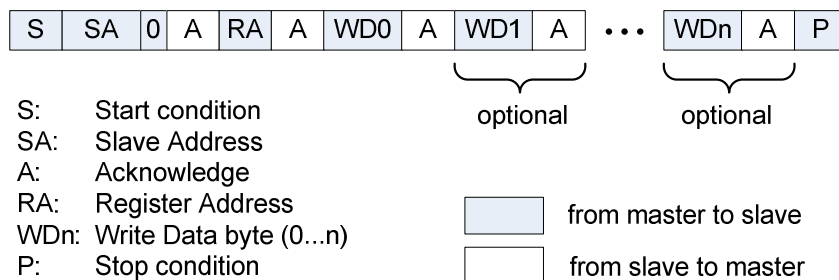 S SA 0 A RA A WD0 A WD1 A ••• WDn A P
optional optional
S: Start condition
SA: Slave Address
A: Acknowledge
RA: Register Address
WDn: Write Data byte (0...n)
P: Stop condition
from master to slave
from slave to master